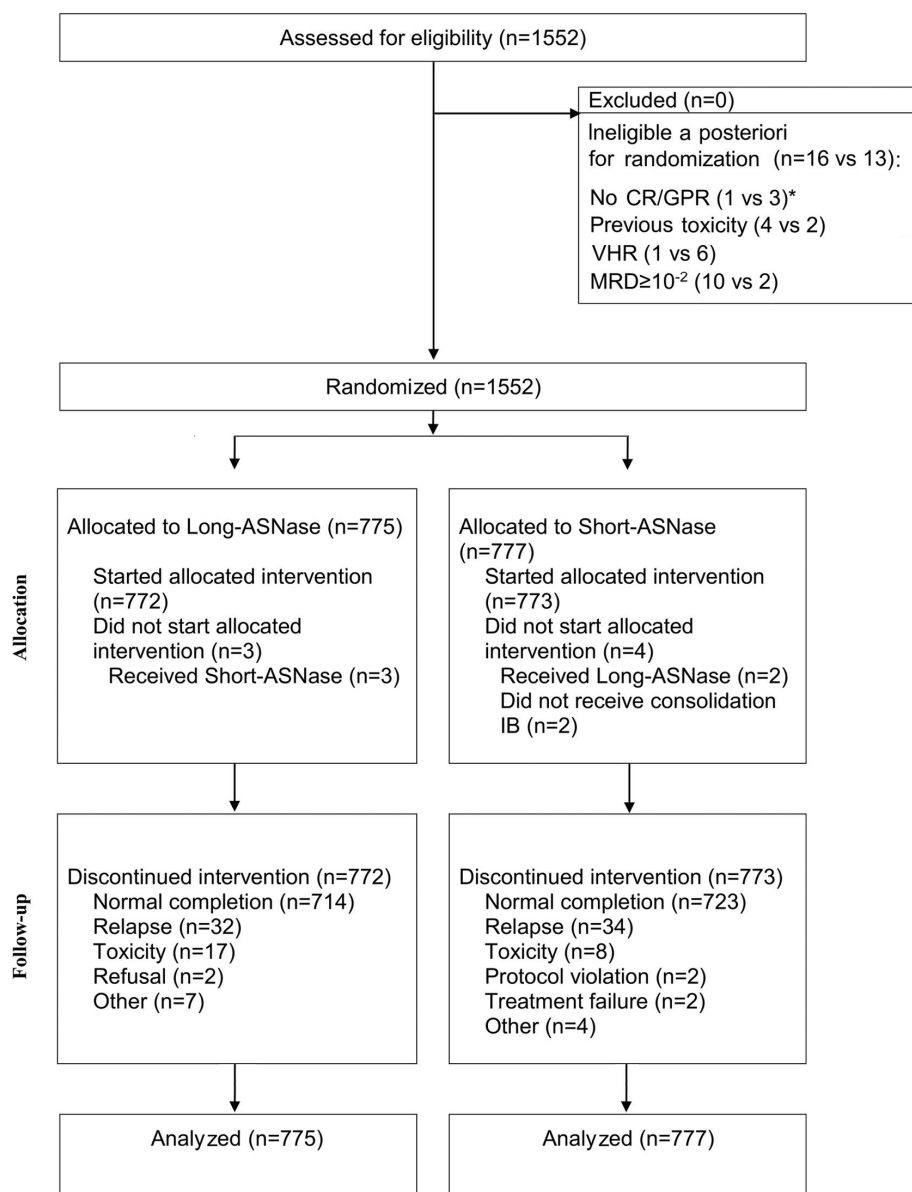 Assessed for eligibility (n=1552)
Excluded (n=0)
Ineligible a posteriori
for randomization (n=16 vs 13):
No CR/GPR (1 vs 3)*
Previous toxicity (4 vs 2)
VHR (1 vs 6)
MRD≥10⁻² (10 vs 2)
Randomized (n=1552)
Allocation
Allocated to Long-ASNase (n=775)
Started allocated intervention
(n=772)
Did not start allocated
intervention (n=3)
Received Short-ASNase (n=3)
Allocated to Short-ASNase
(n=777)
Started allocated intervention
(n=773)
Did not start allocated
intervention (n=4)
Received Long-ASNase (n=2)
Did not receive consolidation
IB (n=2)
Follow-up
Discontinued intervention (n=772)
Normal completion (n=714)
Relapse (n=32)
Toxicity (n=17)
Refusal (n=2)
Other (n=7)
Discontinued intervention (n=773)
Normal completion (n=723)
Relapse (n=34)
Toxicity (n=8)
Protocol violation (n=2)
Treatment failure (n=2)
Other (n=4)
Analyzed (n=775)
Analyzed (n=777)